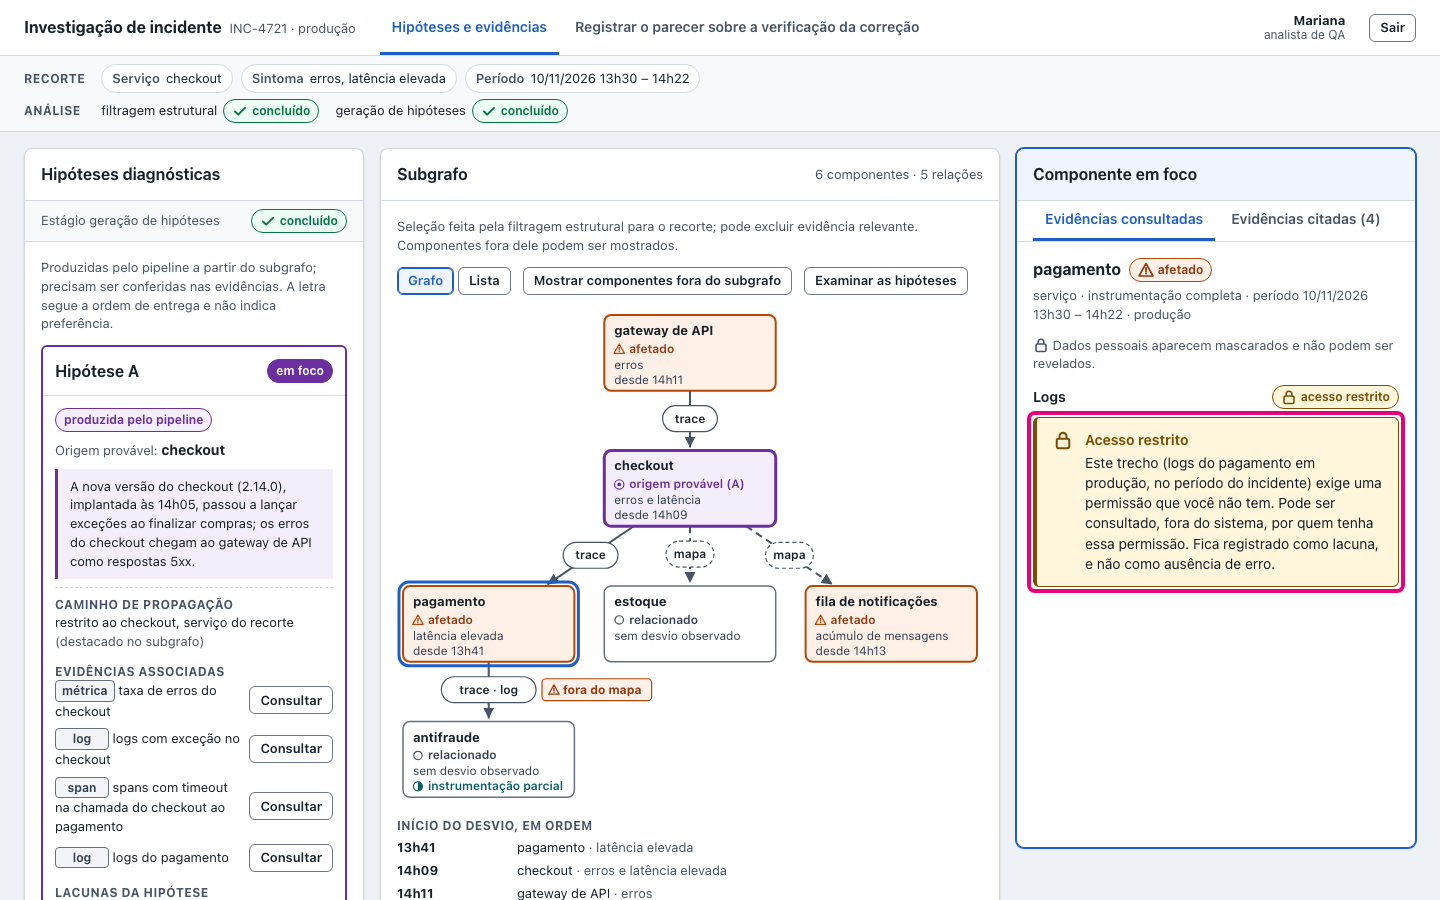 Investigação de incidente INC-4721 · produção
Hipóteses e evidências
Registrar o parecer sobre a verificação da correção
Mariana
analista de QA
Sair
RECORTE
Serviço checkout
Sintoma erros, latência elevada
Período 10/11/2026 13h30 – 14h22
ANÁLISE
filtragem estrutural
concluído
geração de hipóteses
concluído
Hipóteses diagnósticas
Estágio geração de hipóteses
concluído
Produzidas pelo pipeline a partir do subgrafo;
precisam ser conferidas nas evidências. A letra
segue a ordem de entrega e não indica
preferência.
Hipótese A
em foco
produzida pelo pipeline
Origem provável: checkout
A nova versão do checkout (2.14.0),
implantada às 14h05, passou a lançar
exceções ao finalizar compras; os erros
do checkout chegam ao gateway de API
como respostas 5xx.
CAMINHO DE PROPAGAÇÃO
restrito ao checkout, serviço do recorte
(destacado no subgrafo)
EVIDÊNCIAS ASSOCIADAS
métrica taxa de erros do
checkout
Consultar
log logs com exceção no
checkout
Consultar
span spans com timeout
na chamada do checkout ao
pagamento
Consultar
log logs do pagamento
Consultar
LACUNAS DA HIPÓTESE
Subgrafo
6 componentes · 5 relações
Seleção feita pela filtragem estrutural para o recorte; pode excluir evidência relevante.
Componentes fora dele podem ser mostrados.
Grafo
Lista
Mostrar componentes fora do subgrafo
Examinar as hipóteses
gateway de API
afetado
erros
desde 14h11
trace
checkout
origem provável (A)
erros e latência
desde 14h09
trace
mapa
mapa
pagamento
afetado
latência elevada
desde 13h41
estoque
relacionado
sem desvio observado
fila de notificações
afetado
acúmulo de mensagens
desde 14h13
trace · log
fora do mapa
antifraude
relacionado
sem desvio observado
instrumentação parcial
INÍCIO DO DESVIO, EM ORDEM
13h41 pagamento · latência elevada
14h09 checkout · erros e latência elevada
14h11 gateway de API · erros
Componente em foco
Evidências consultadas
Evidências citadas (4)
pagamento
afetado
serviço · instrumentação completa · período 10/11/2026
13h30 – 14h22 · produção
Dados pessoais aparecem mascarados e não podem ser
revelados.
Logs
acesso restrito
Acesso restrito
Este trecho (logs do pagamento em
produção, no período do incidente) exige uma
permissão que você não tem. Pode ser
consultado, fora do sistema, por quem tenha
essa permissão. Fica registrado como lacuna,
e não como ausência de erro.